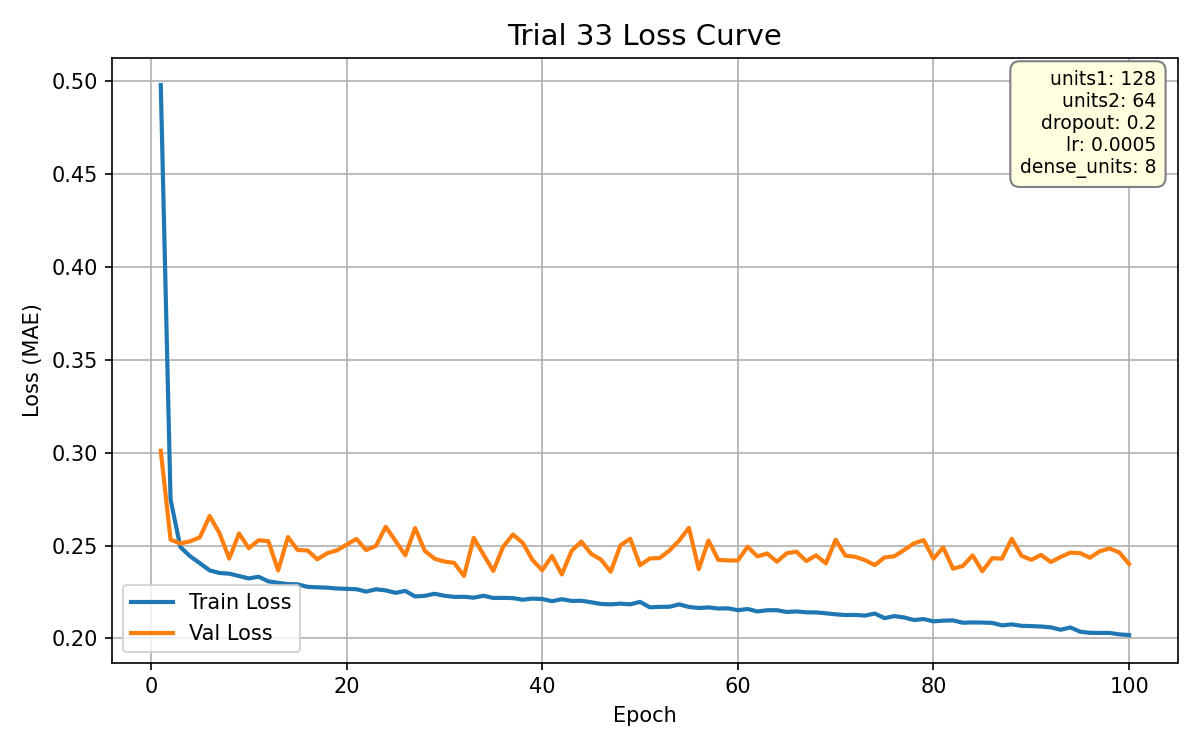 Trial 33 Loss Curve
units1: 128
units2: 64
dropout: 0.2
lr: 0.0005
dense_units: 8
Loss (MAE)
0.50
0.45
0.40
0.35
0.30
0.25
0.20
Train Loss
Val Loss
0 20 40 60 80 100
Epoch